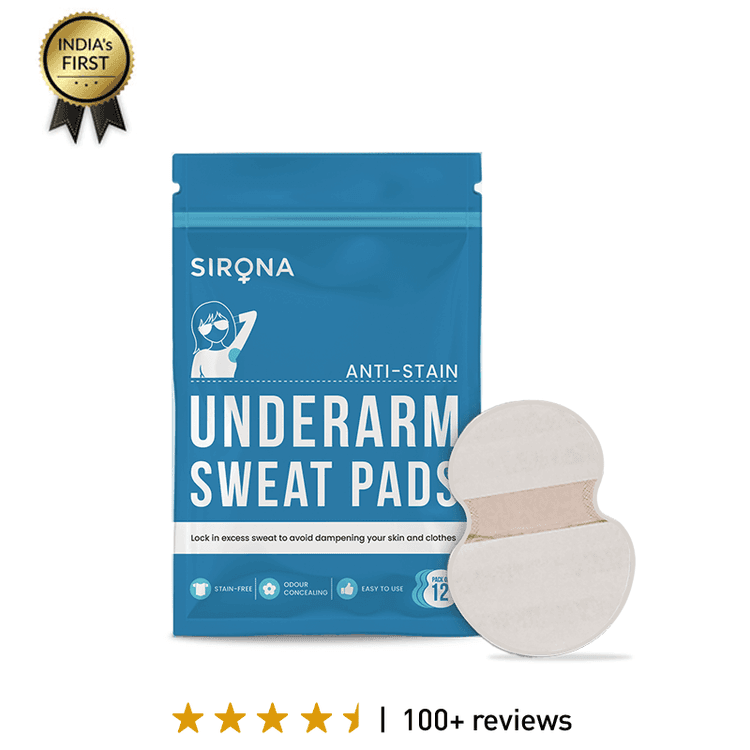 INDIA's
FIRST
SIRONA
ANTI-STAIN
UNDERARM
SWEAT PADS
Lock in excess sweat to avoid dampening your skin and clothes
STAIN-FREE
ODOUR
CONCEALING
EASY TO USE
PACK O
12
| 100+ reviews